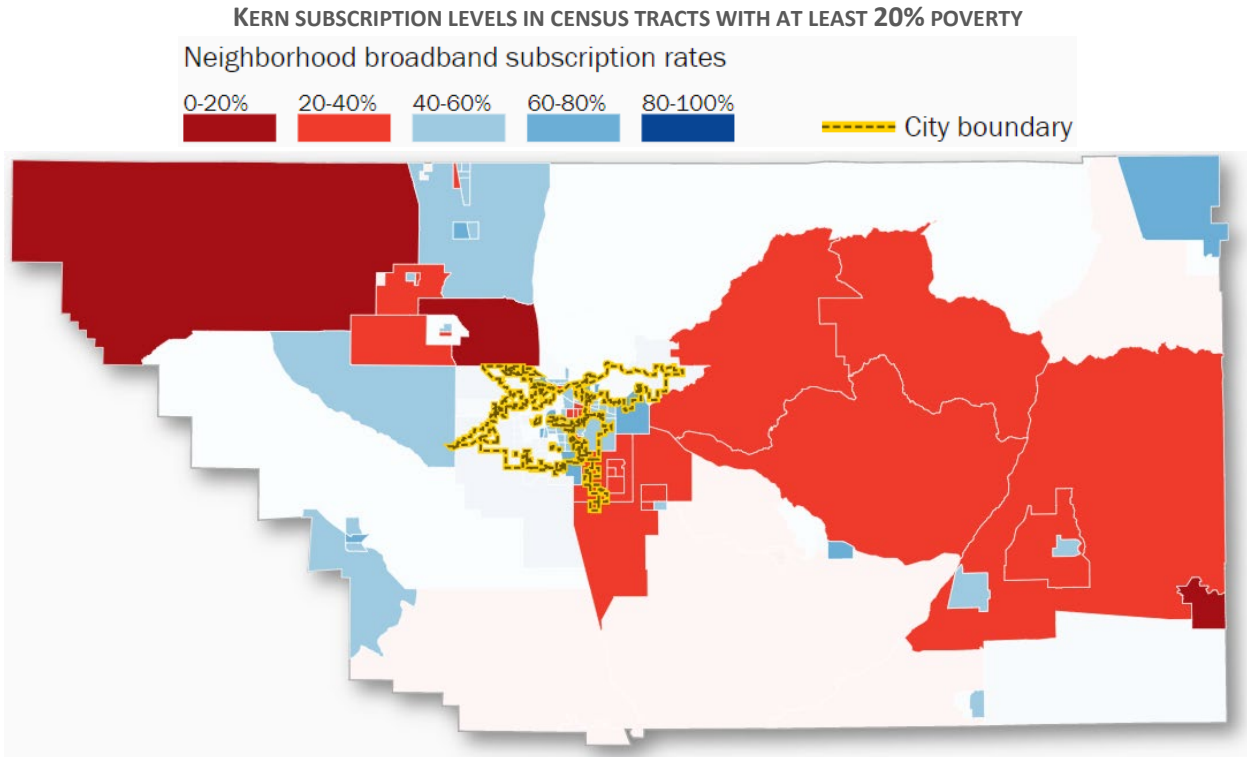 KERN SUBSCRIPTION LEVELS IN CENSUS TRACTS WITH AT LEAST 20% POVERTY
Neighborhood broadband subscription rates
0-20% 20-40% 40-60% 60-80% 80-100%
City boundary